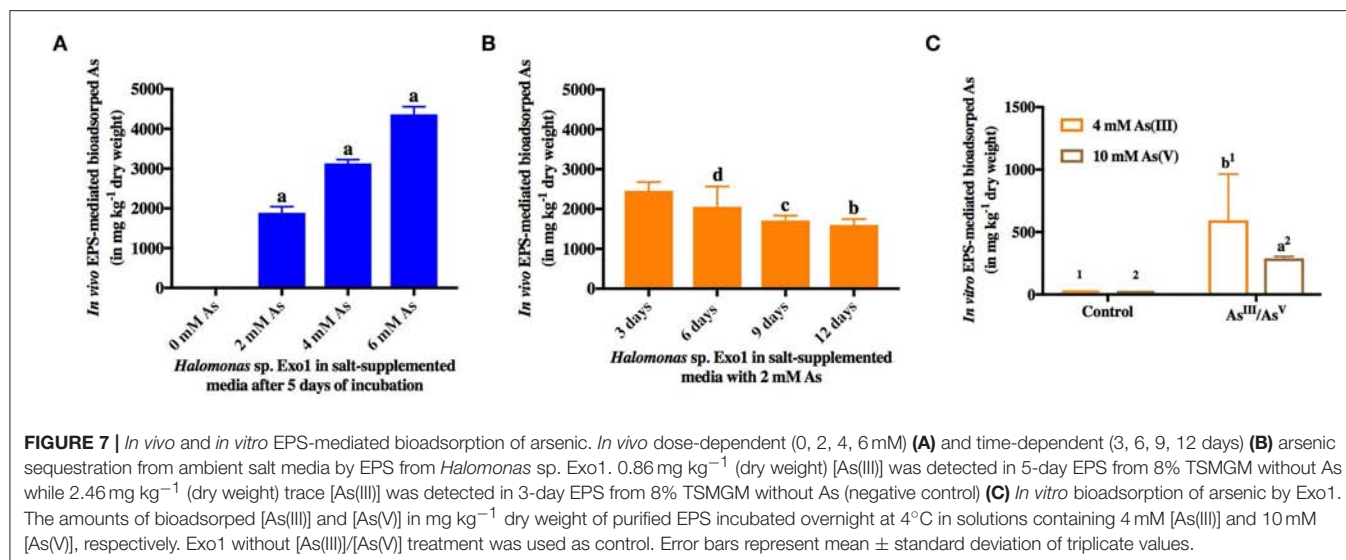 A
In vivo EPS-mediated bioadsorped As
(in mg kg⁻¹ dry weight)
5000
4000
3000
2000
1000
0
a
a
a
0 mM As
2 mM As
4 mM As
6 mM As
Halomonas sp. Exo1 in salt-supplemented
media after 5 days of incubation
B
In vivo EPS-mediated bioadsorped As
(in mg kg⁻¹ dry weight)
5000
4000
3000
2000
1000
0
d
c
b
3 days
6 days
9 days
12 days
Halomonas sp. Exo1 in salt-supplemented
media with 2 mM As
C
In vitro EPS-mediated bioadsorped As
(in mg kg⁻¹ dry weight)
1500
1000
500
0
4 mM As(III)
10 mM As(V)
1
2
b¹
a²
Control
Asᴵᴵᴵ/Asⱽ
FIGURE 7 | In vivo and in vitro EPS-mediated bioadsorption of arsenic. In vivo dose-dependent (0, 2, 4, 6 mM) (A) and time-dependent (3, 6, 9, 12 days) (B) arsenic
sequestration from ambient salt media by EPS from Halomonas sp. Exo1. 0.86 mg kg⁻¹ (dry weight) [As(III)] was detected in 5-day EPS from 8% TSMGM without As
while 2.46 mg kg⁻¹ (dry weight) trace [As(III)] was detected in 3-day EPS from 8% TSMGM without As (negative control) (C) In vitro bioadsorption of arsenic by Exo1.
The amounts of bioadsorped [As(III)] and [As(V)] in mg kg⁻¹ dry weight of purified EPS incubated overnight at 4°C in solutions containing 4 mM [As(III)] and 10 mM
[As(V)], respectively. Exo1 without [As(III)]/[As(V)] treatment was used as control. Error bars represent mean ± standard deviation of triplicate values.